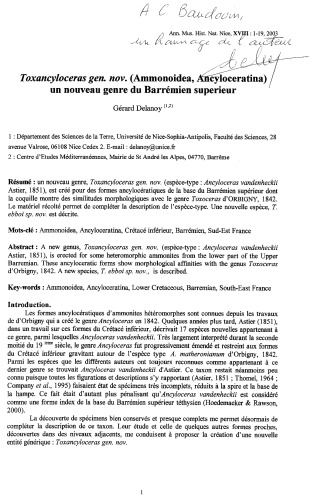 A C Baudouin,
un hommage de l'auteur
Ann. Mus. Hist. Nat. Nice, XVIII : 1-19, 2003
Toxancyloceras gen. nov. (Ammonoidea, Ancyloceratina)
un nouveau genre du Barrémien superieur
Gérard Delanoy (1,2)
1 : Département des Sciences de la Terre, Université de Nice-Sophia-Antipolis, Faculté des Sciences, 28
avenue Valrose, 06108 Nice Cedex 2. E-mail : delanoy@unice.fr
2 : Centre d'Etudes Méditerranéennes, Mairie de St André les Alpes, 04770, Barrême
Résumé : un nouveau genre, Toxancyloceras gen. nov. (espèce-type : Ancyloceras vandenheckii
Astier, 1851), est créé pour des formes ancylocératiques de la base du Barrémien supérieur dont
la coquille montre des similitudes morphologiques avec le genre Toxoceras d'ORBIGNY, 1842.
Le matériel récolté permet de compléter la description de l'espèce-type. Une nouvelle espèce, T.
ebboi sp. nov. est décrite.
Mots-clé : Ammonoidea, Ancyloceratina, Crétacé inférieur, Barrémien, Sud-Est France
Abstract : A new genus, Toxancyloceras gen. nov. (espèce-type : Ancyloceras vandenheckii
Astier, 1851), is erected for some heteromorphic ammonites from the lower part of the Upper
Barremian. These ancyloceratic forms show morphological affinities with the genus Toxoceras
d'Orbigny, 1842. A new species, T. ebboi sp. nov., is described.
Key-words : Ammonoidea, Ancyloceratina, Lower Cretaceous, Barremian, South-East France
Introduction.
Les formes ancylocératiques d'ammonites hétéromorphes sont connues depuis les travaux
de d'Orbigny qui a créé le genre Ancyloceras en 1842. Quelques années plus tard, Astier (1851),
dans un travail sur ces formes du Crétacé inférieur, décrivait 17 espèces nouvelles appartenant à
ce genre, parmi lesquelles Ancyloceras vandenheckii. Très largement interprété durant la seconde
moitié du 19 ème siècle, le genre Ancyloceras fut progressivement émendé et restreint aux formes
du Crétacé inférieur gravitant autour de l'espèce type A. matheronianum d'Orbigny, 1842.
Parmi les espèces que les différents auteurs ont toujours reconnues comme appartenant à ce
dernier genre se trouvait Ancyloceras vandenheckii d'Astier. Ce taxon restait néanmoins peu
connu puisque toutes les figurations et descriptions s'y rapportant (Astier, 1851 ; Thomel, 1964 ;
Company et al., 1995) faisaient état de spécimens très incomplets, réduits à la spire et à la base de
la hampe. Ce fait était d'autant plus pénalisant qu'Ancyloceras vandenheckii est considéré
comme une forme index de la base du Barrémien supérieur téthysien (Hoedemaeker & Rawson,
2000).
La découverte de spécimens bien conservés et presque complets me permet désormais de
compléter la description de ce taxon. Leur étude et celle de quelques autres formes proches,
découvertes dans des niveaux adjacents, me conduisent à proposer la création d'une nouvelle
entité générique : Toxancyloceras gen. nov.
1